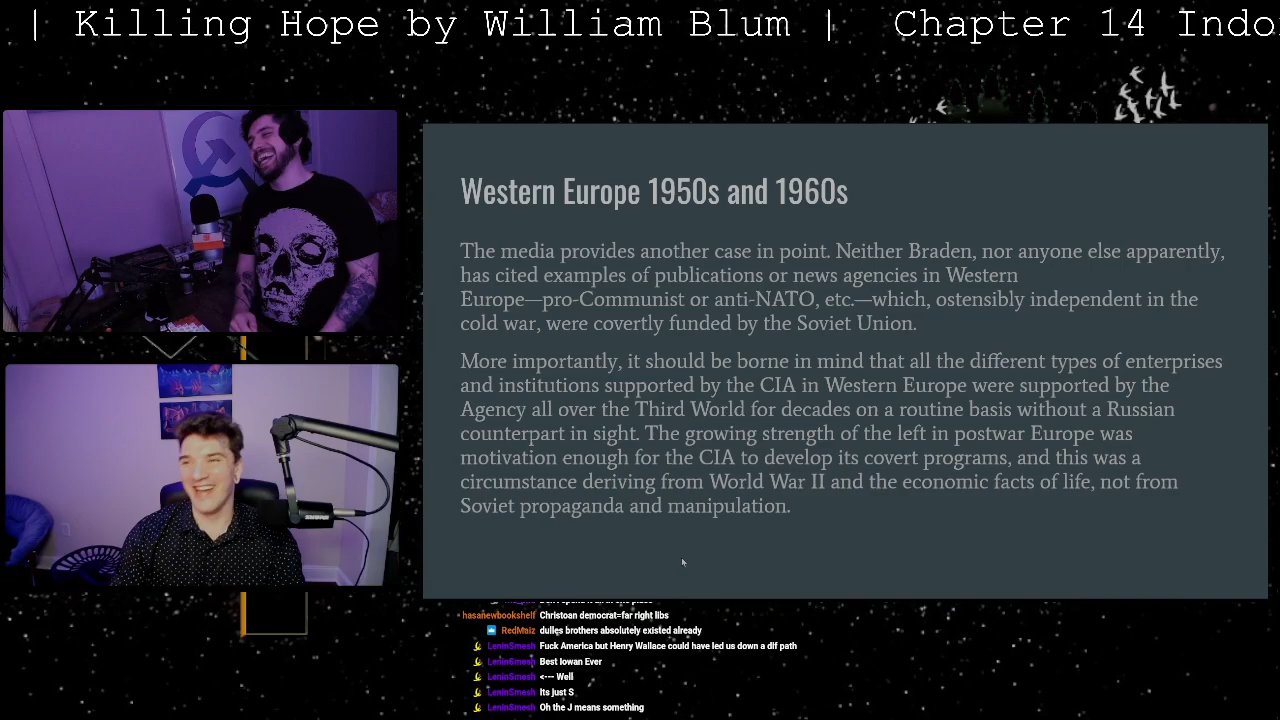 | Killing Hope by William Blum | Chapter 14 Indo
Western Europe 1950s and 1960s
The media provides another case in point. Neither Braden, nor anyone else apparently,
has cited examples of publications or news agencies in Western
Europe—pro-Communist or anti-NATO, etc.—which, ostensibly independent in the
cold war, were covertly funded by the Soviet Union.
More importantly, it should be borne in mind that all the different types of enterprises
and institutions supported by the CIA in Western Europe were supported by the
Agency all over the Third World for decades on a routine basis without a Russian
counterpart in sight. The growing strength of the left in postwar Europe was
motivation enough for the CIA to develop its covert programs, and this was a
circumstance deriving from World War II and the economic facts of life, not from
Soviet propaganda and manipulation.
hasanewbookshelf Christoan democrat=far right libs
RedMaiz dulles brothers absolutely existed already
LeninSmesh Fuck America but Henry Wallace could have led us down a dif path
LeninSmesh Best Iowan Ever
LeninSmesh <--- Well
LeninSmesh Its just S
LeninSmesh Oh the J means something